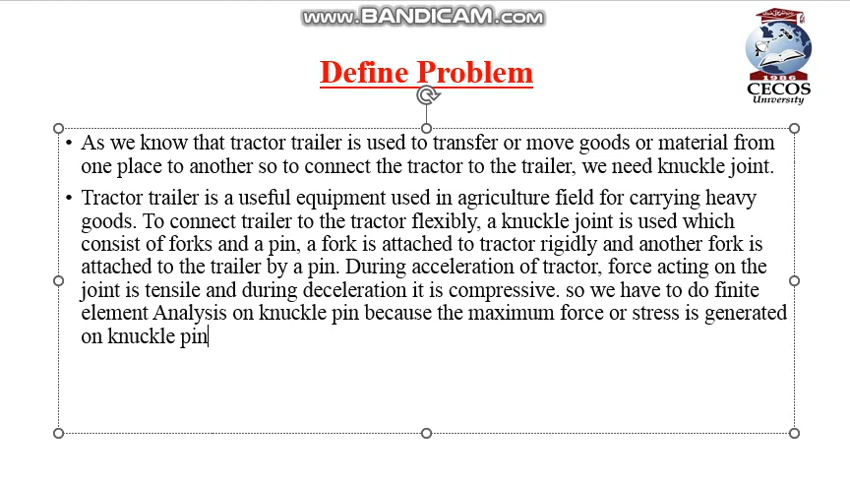 www.BANDICAM.com
Define Problem
1986
CECOS
University
• As we know that tractor trailer is used to transfer or move goods or material from
one place to another so to connect the tractor to the trailer, we need knuckle joint.
• Tractor trailer is a useful equipment used in agriculture field for carrying heavy
goods. To connect trailer to the tractor flexibly, a knuckle joint is used which
consist of forks and a pin, a fork is attached to tractor rigidly and another fork is
attached to the trailer by a pin. During acceleration of tractor, force acting on the
joint is tensile and during deceleration it is compressive. so we have to do finite
element Analysis on knuckle pin because the maximum force or stress is generated
on knuckle pin